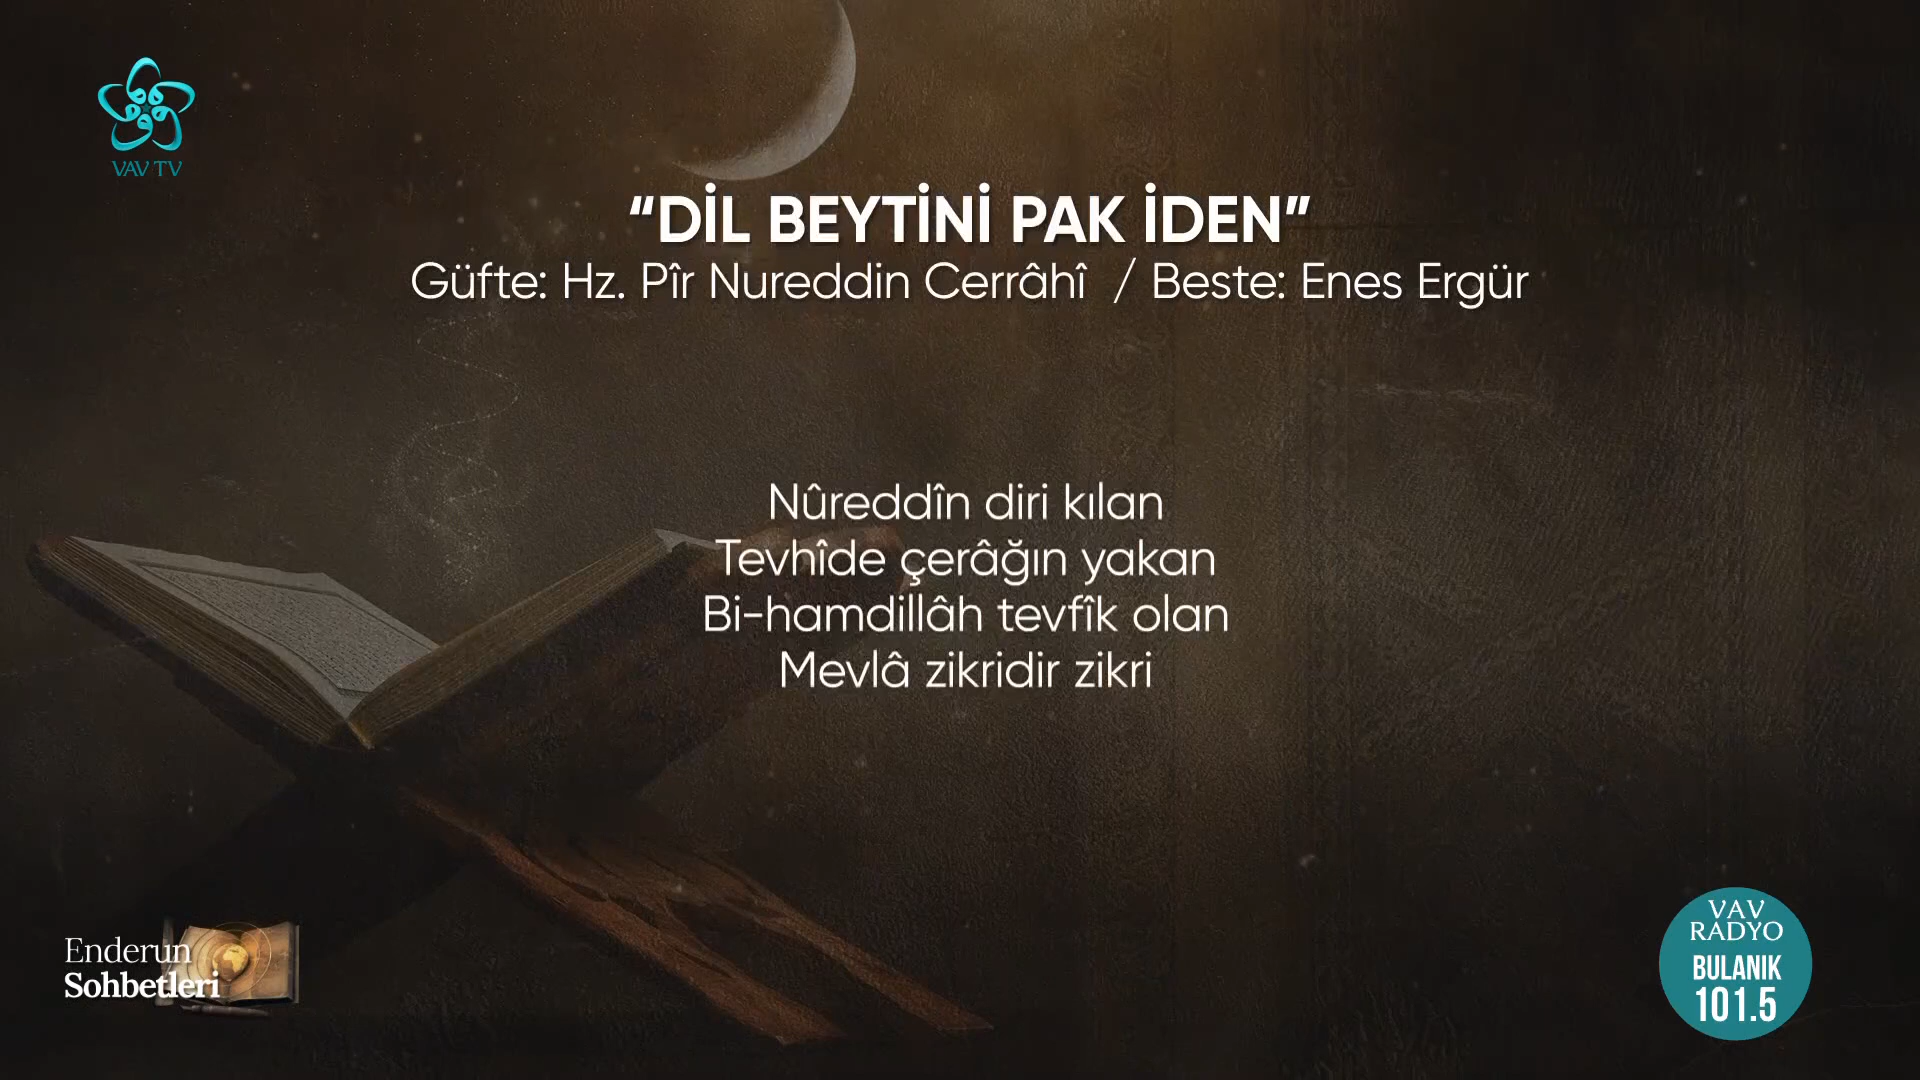 VAV TV
“DİL BEYTİNİ PAK İDEN”
Güfte: Hz. Pîr Nureddin Cerrâhî / Beste: Enes Ergür
Nûreddîn diri kılan
Tevhîde çerâğın yakan
Bi-hamdillâh tevfîk olan
Mevlâ zikridir zikri
Enderun
Sohbetleri
VAV
RADYO
BULANIK
101.5